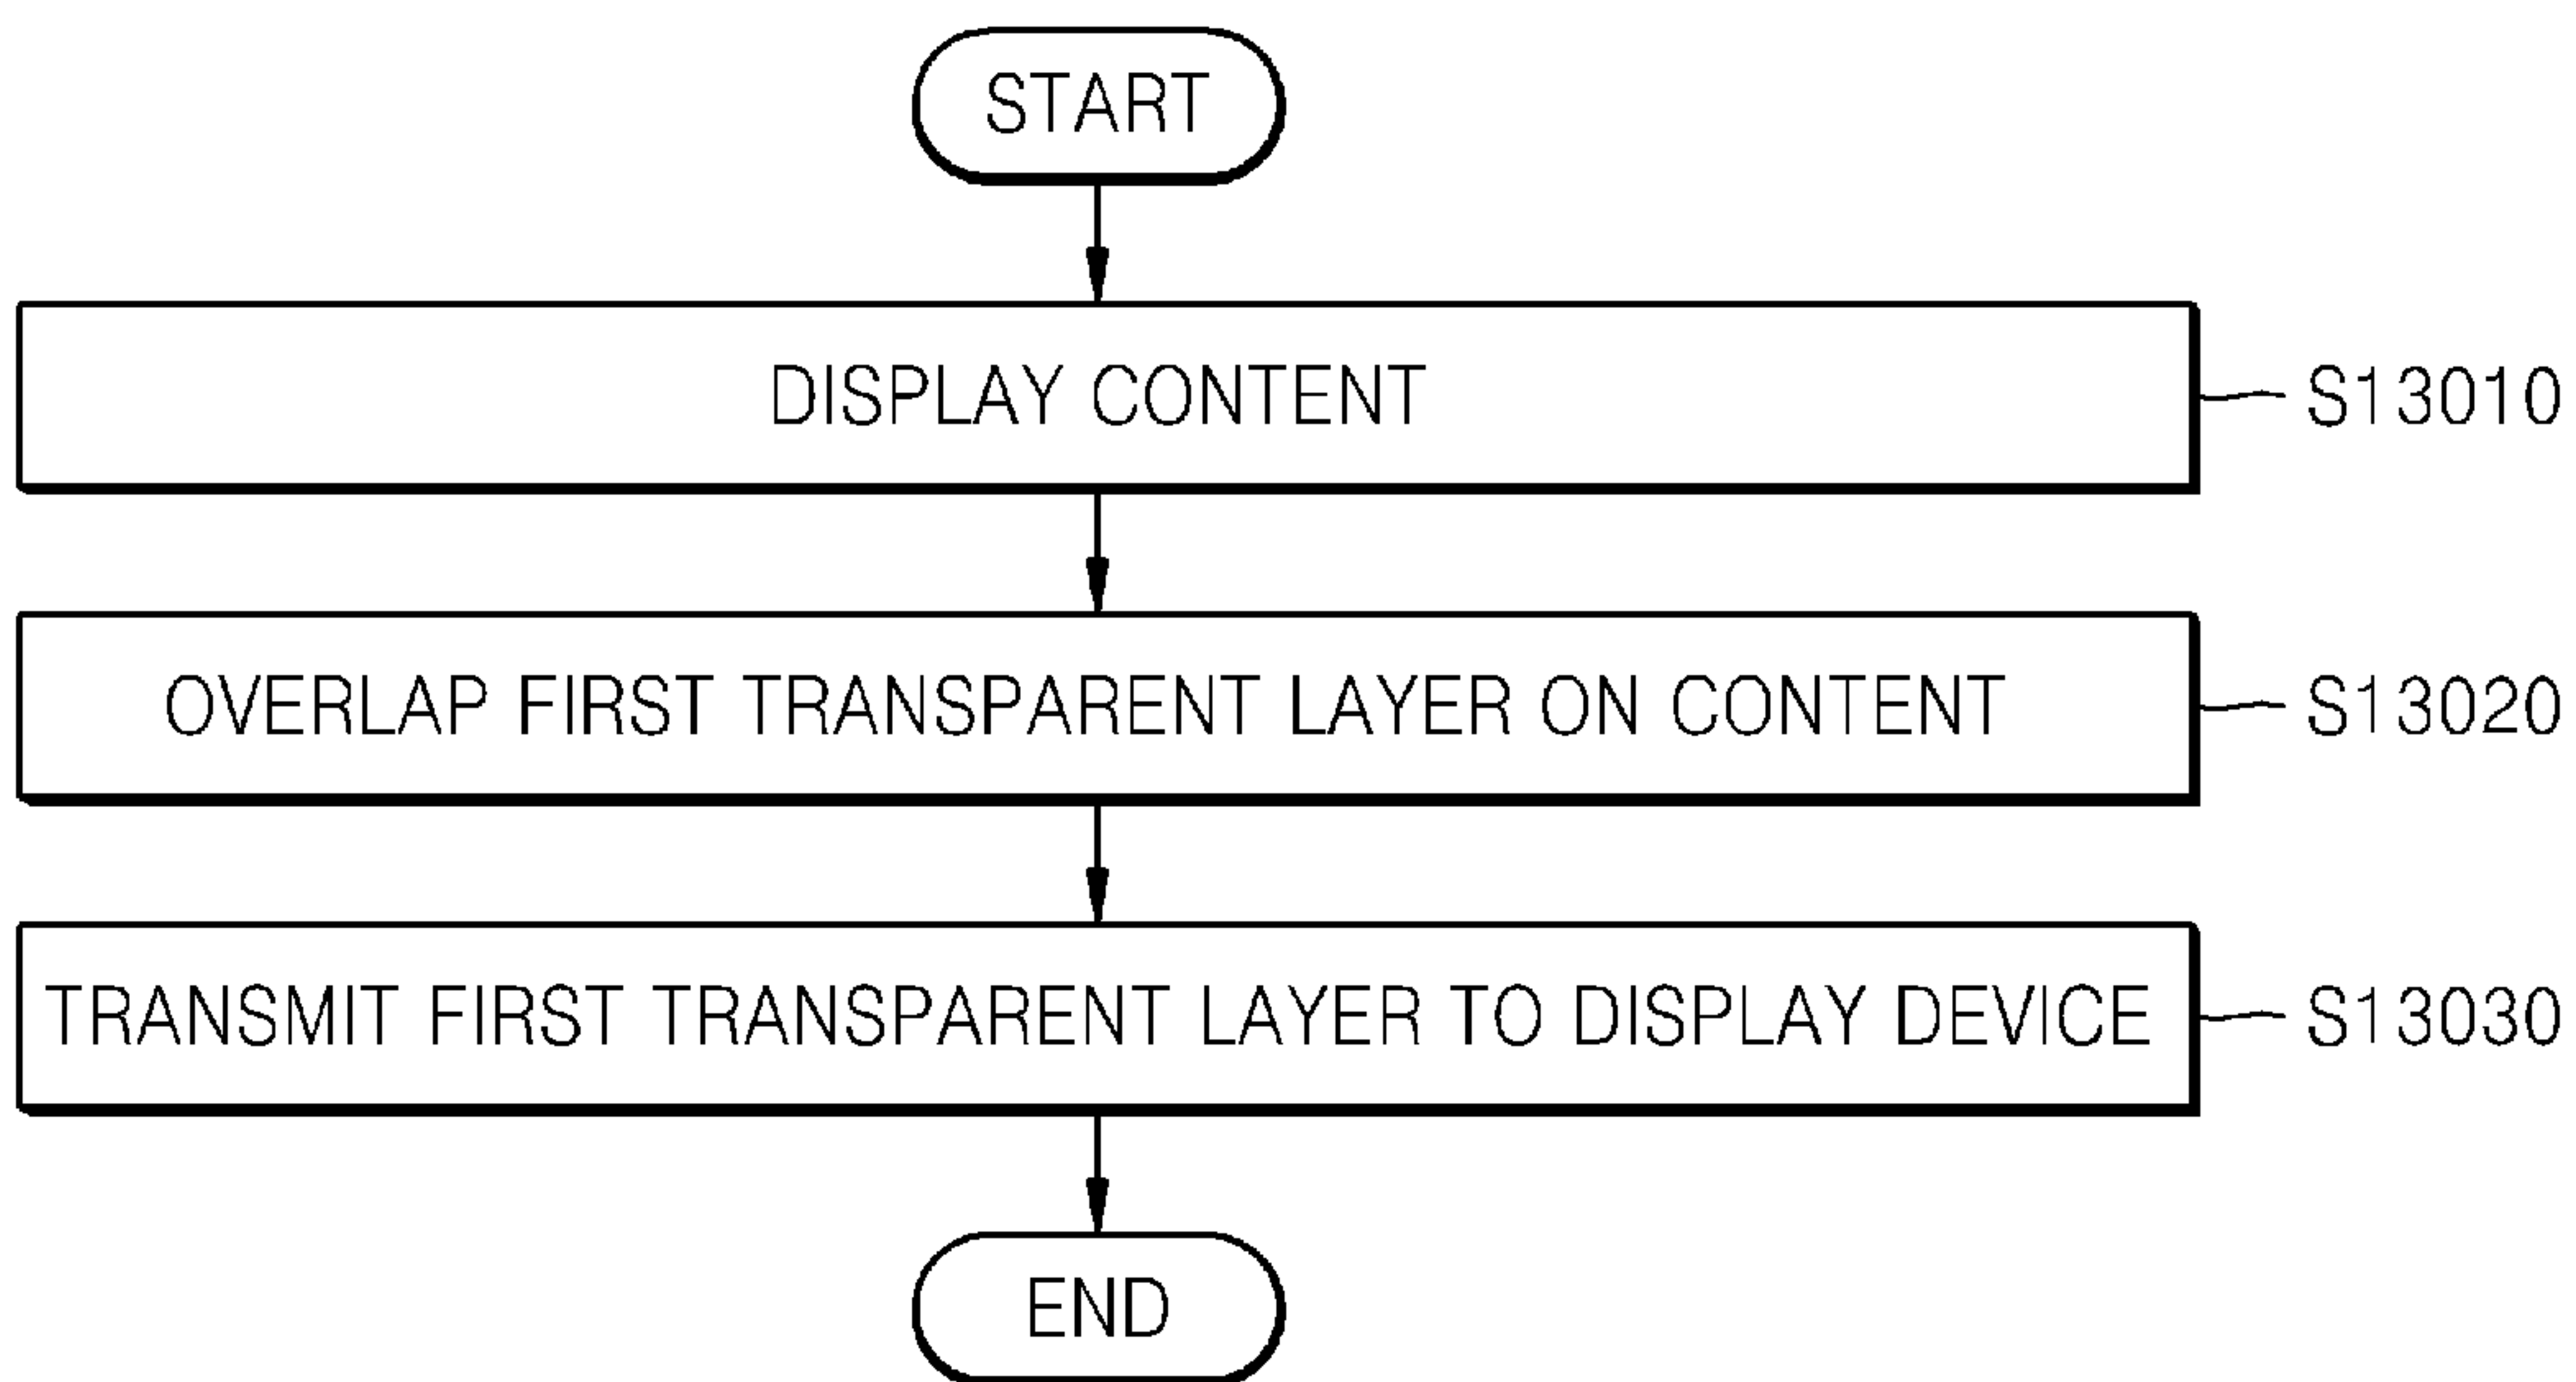 START
DISPLAY CONTENT
S13010
OVERLAP FIRST TRANSPARENT LAYER ON CONTENT
S13020
TRANSMIT FIRST TRANSPARENT LAYER TO DISPLAY DEVICE
S13030
END